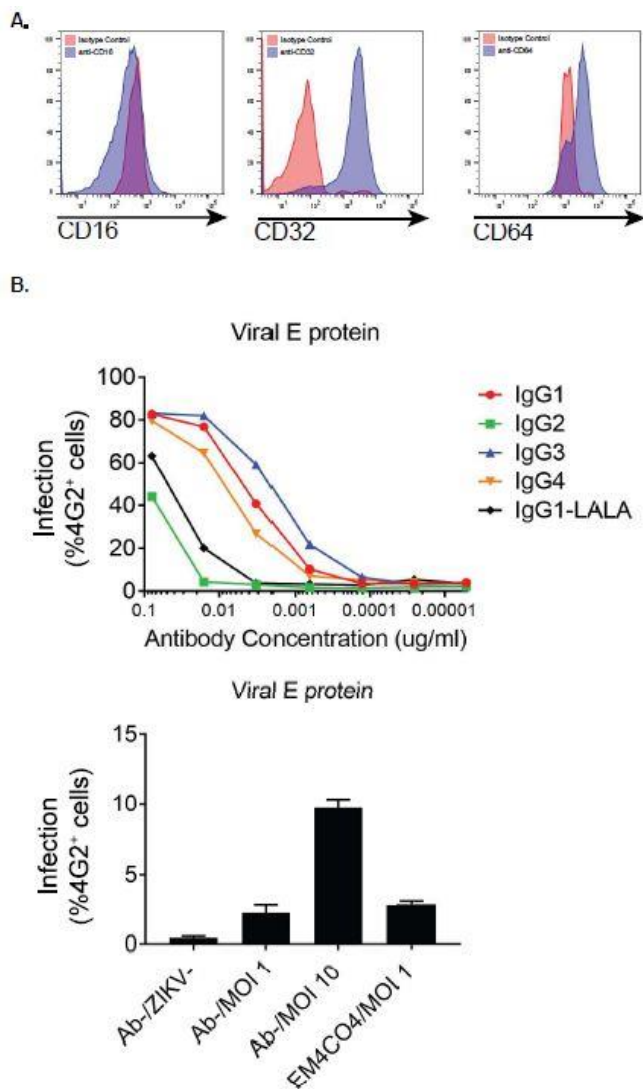 A.
Isotype Control
anti-CD16
Isotype Control
anti-CD32
Isotype Control
anti-CD64
CD16
CD32
CD64
B.
Viral E protein
Infection
(%4G2⁺ cells)
100
80
60
40
20
0
0.1
0.01
0.001
0.0001
0.00001
Antibody Concentration (ug/ml)
IgG1
IgG2
IgG3
IgG4
IgG1-LALA
Viral E protein
Infection
(%4G2⁺ cells)
15
10
5
0
Ab-/ZIKV-
Ab-/MOI 1
Ab-/MOI 10
EM4CO4/MOI 1